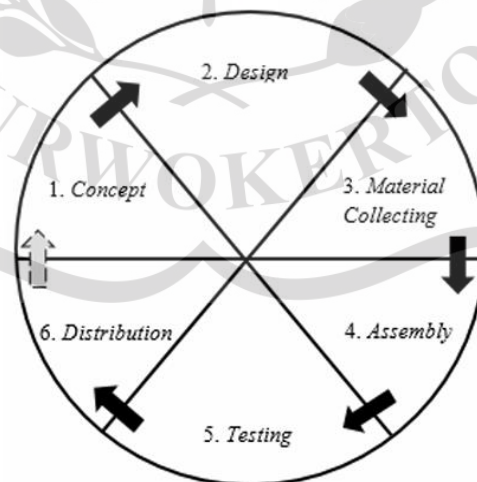 2. Design
1. Concept
3. Material
Collecting
6. Distribution
4. Assembly
5. Testing